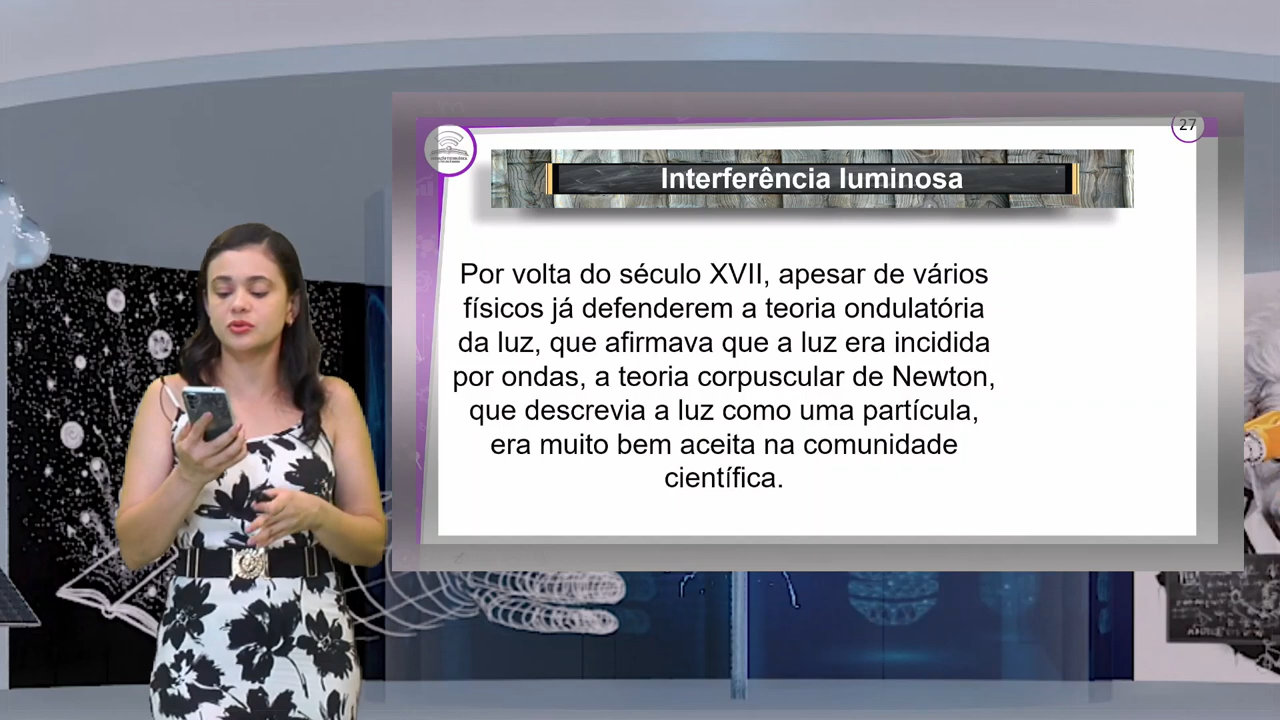 27
Interferência luminosa
Por volta do século XVII, apesar de vários
físicos já defenderem a teoria ondulatória
da luz, que afirmava que a luz era incidida
por ondas, a teoria corpuscular de Newton,
que descrevia a luz como uma partícula,
era muito bem aceita na comunidade
científica.